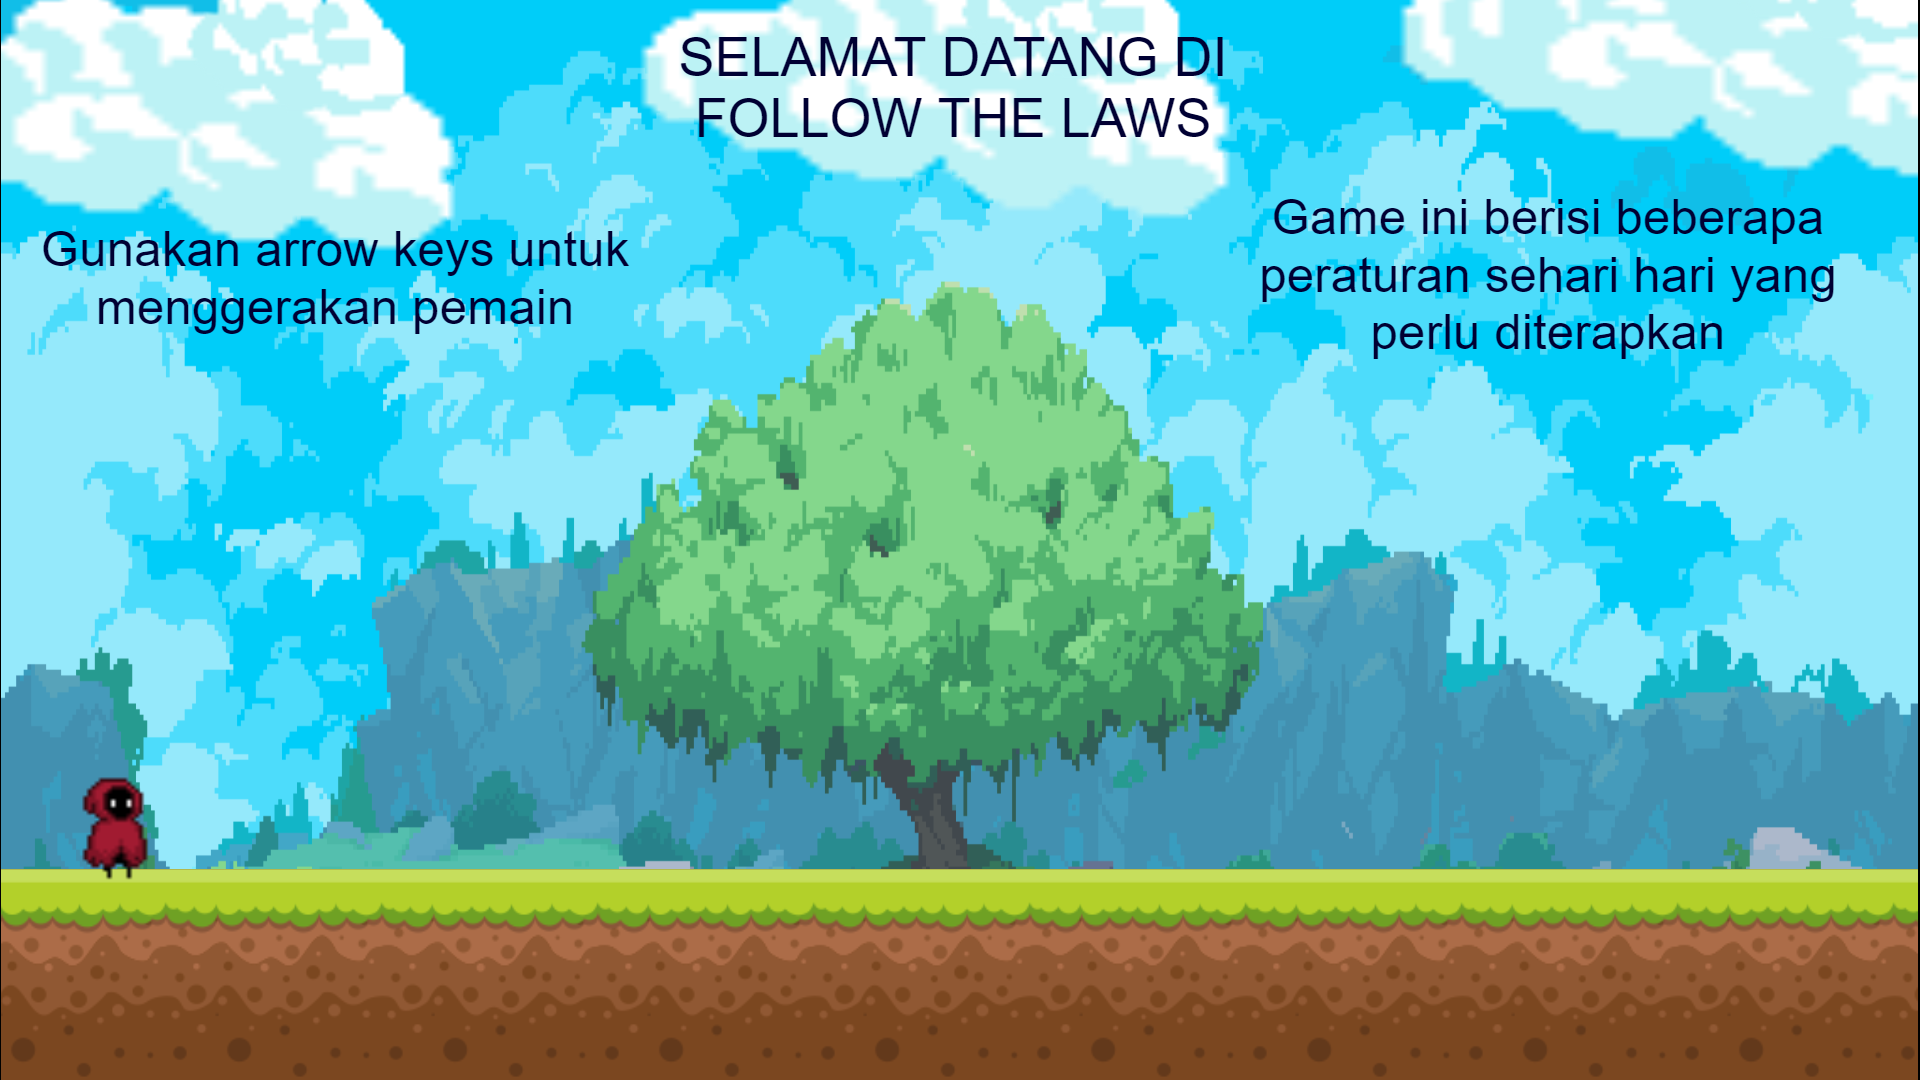 SELAMAT DATANG DI
FOLLOW THE LAWS
Gunakan arrow keys untuk
menggerakan pemain
Game ini berisi beberapa
peraturan sehari hari yang
perlu diterapkan